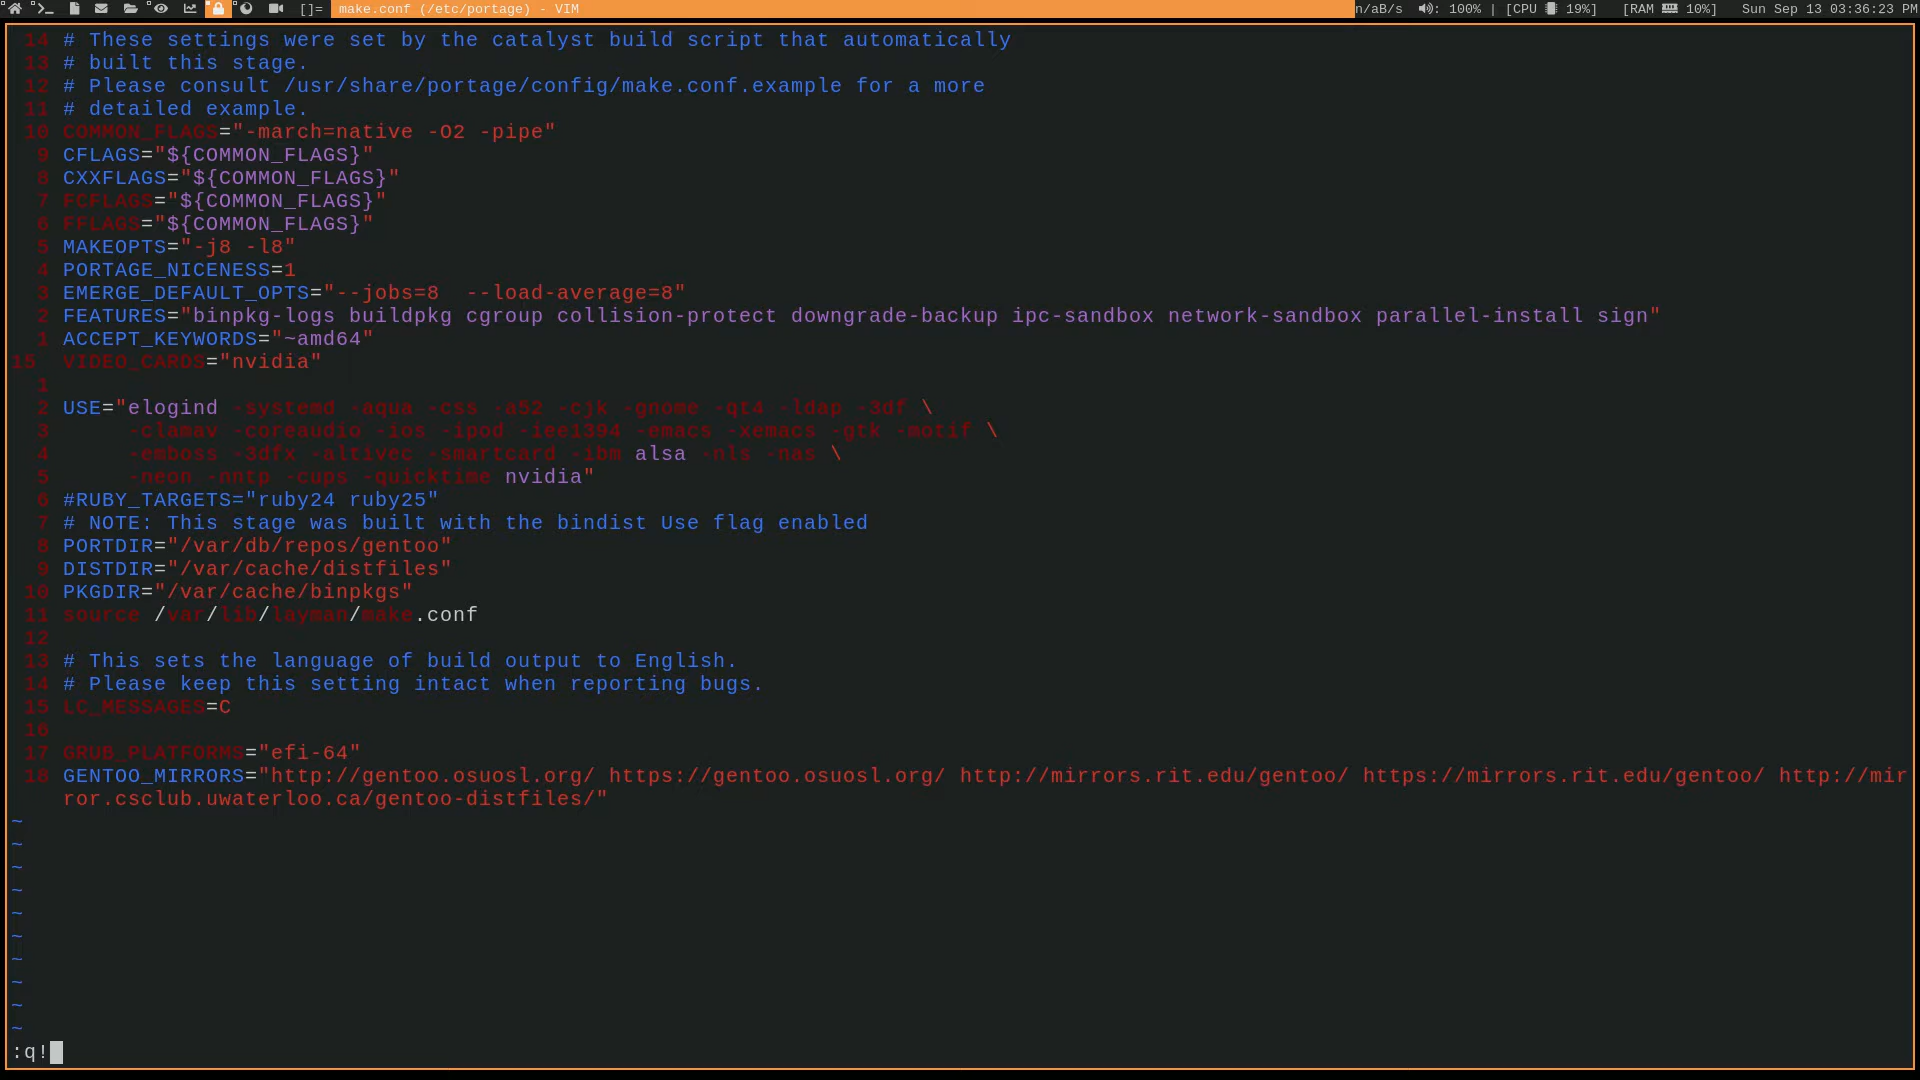 []= make.conf (/etc/portage) - VIM n/aB/s : 100% | [CPU 19%] [RAM 10%] Sun Sep 13 03:36:23 PM
14 # These settings were set by the catalyst build script that automatically
13 # built this stage.
12 # Please consult /usr/share/portage/config/make.conf.example for a more
11 # detailed example.
10 COMMON_FLAGS="-march=native -O2 -pipe"
9 CFLAGS="${COMMON_FLAGS}"
8 CXXFLAGS="${COMMON_FLAGS}"
7 FCFLAGS="${COMMON_FLAGS}"
6 FFLAGS="${COMMON_FLAGS}"
5 MAKEOPTS="-j8 -l8"
4 PORTAGE_NICENESS=1
3 EMERGE_DEFAULT_OPTS="--jobs=8  --load-average=8"
2 FEATURES="binpkg-logs buildpkg cgroup collision-protect downgrade-backup ipc-sandbox network-sandbox parallel-install sign"
1 ACCEPT_KEYWORDS="~amd64"
15 VIDEO_CARDS="nvidia"
1
2 USE="elogind -systemd -aqua -css -a52 -cjk -gnome -qt4 -ldap -3df \
3 -clamav -coreaudio -ios -ipod -iee1394 -emacs -xemacs -gtk -motif \
4 -emboss -3dfx -altivec -smartcard -ibm alsa -nls -nas \
5 -neon -nntp -cups -quicktime nvidia"
6 #RUBY_TARGETS="ruby24 ruby25"
7 # NOTE: This stage was built with the bindist Use flag enabled
8 PORTDIR="/var/db/repos/gentoo"
9 DISTDIR="/var/cache/distfiles"
10 PKGDIR="/var/cache/binpkgs"
11 source /var/lib/layman/make.conf
12
13 # This sets the language of build output to English.
14 # Please keep this setting intact when reporting bugs.
15 LC_MESSAGES=C
16
17 GRUB_PLATFORMS="efi-64"
18 GENTOO_MIRRORS="http://gentoo.osuosl.org/ https://gentoo.osuosl.org/ http://mirrors.rit.edu/gentoo/ https://mirrors.rit.edu/gentoo/ http://mir
ror.csclub.uwaterloo.ca/gentoo-distfiles/"
~
~
~
~
~
~
~
~
~
~
:q!